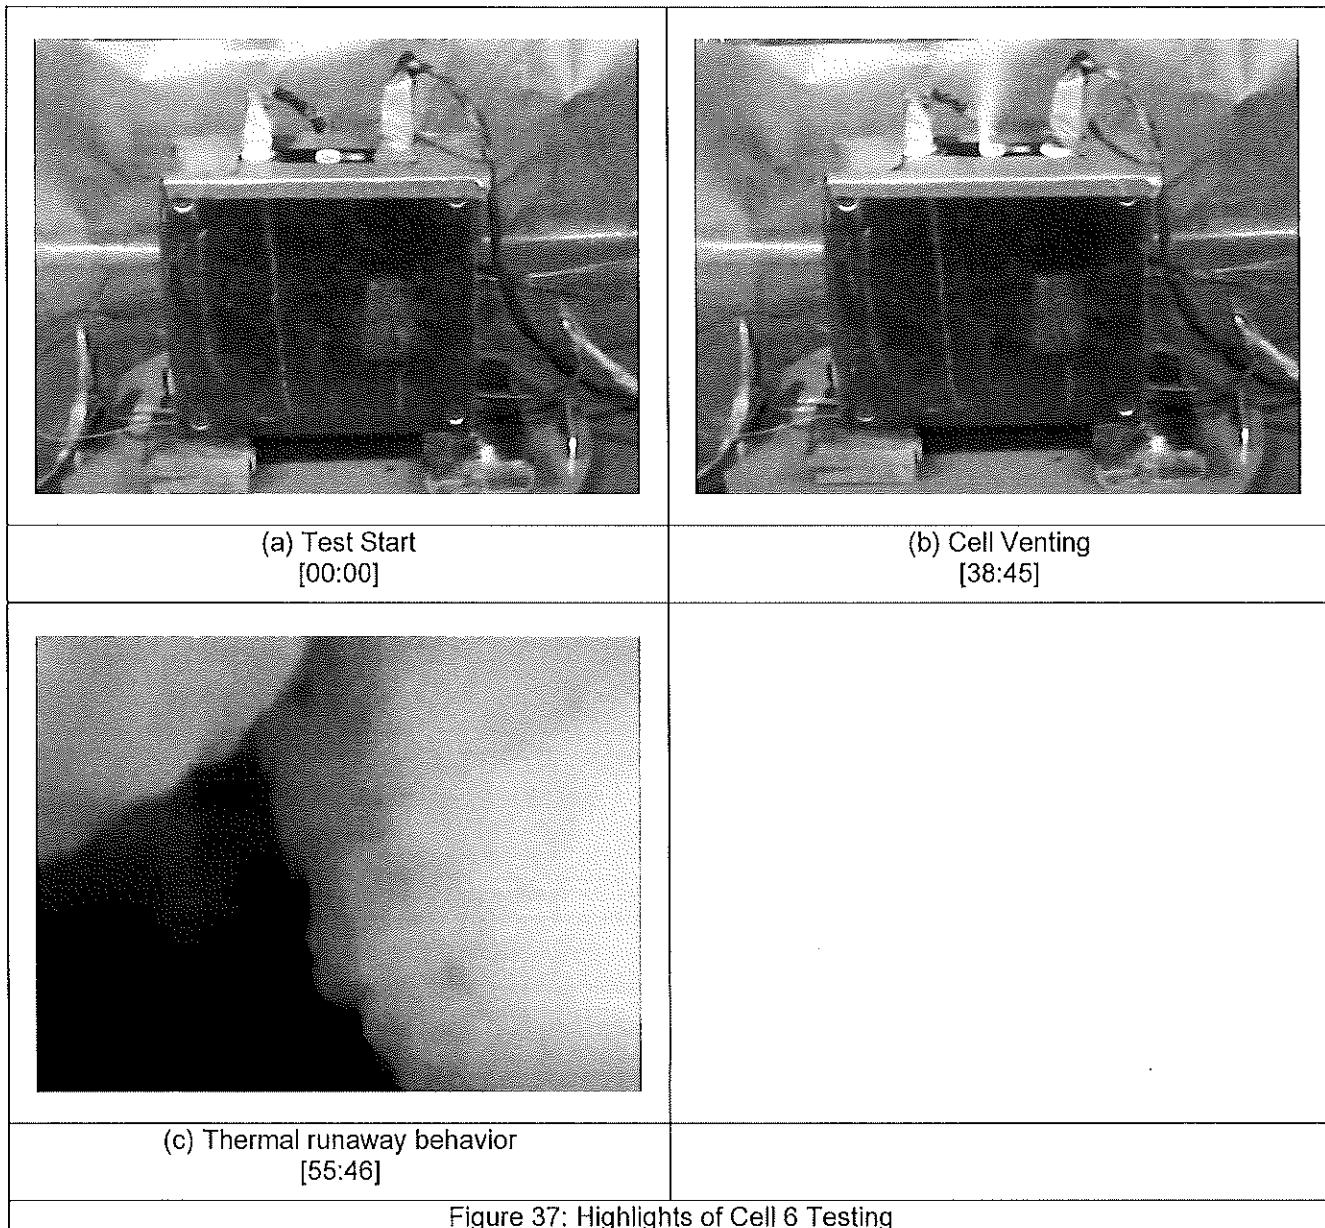 (a) Test Start
[00:00]
(b) Cell Venting
[38:45]
(c) Thermal runaway behavior
[55:46]
Figure 37: Highlights of Cell 6 Testing